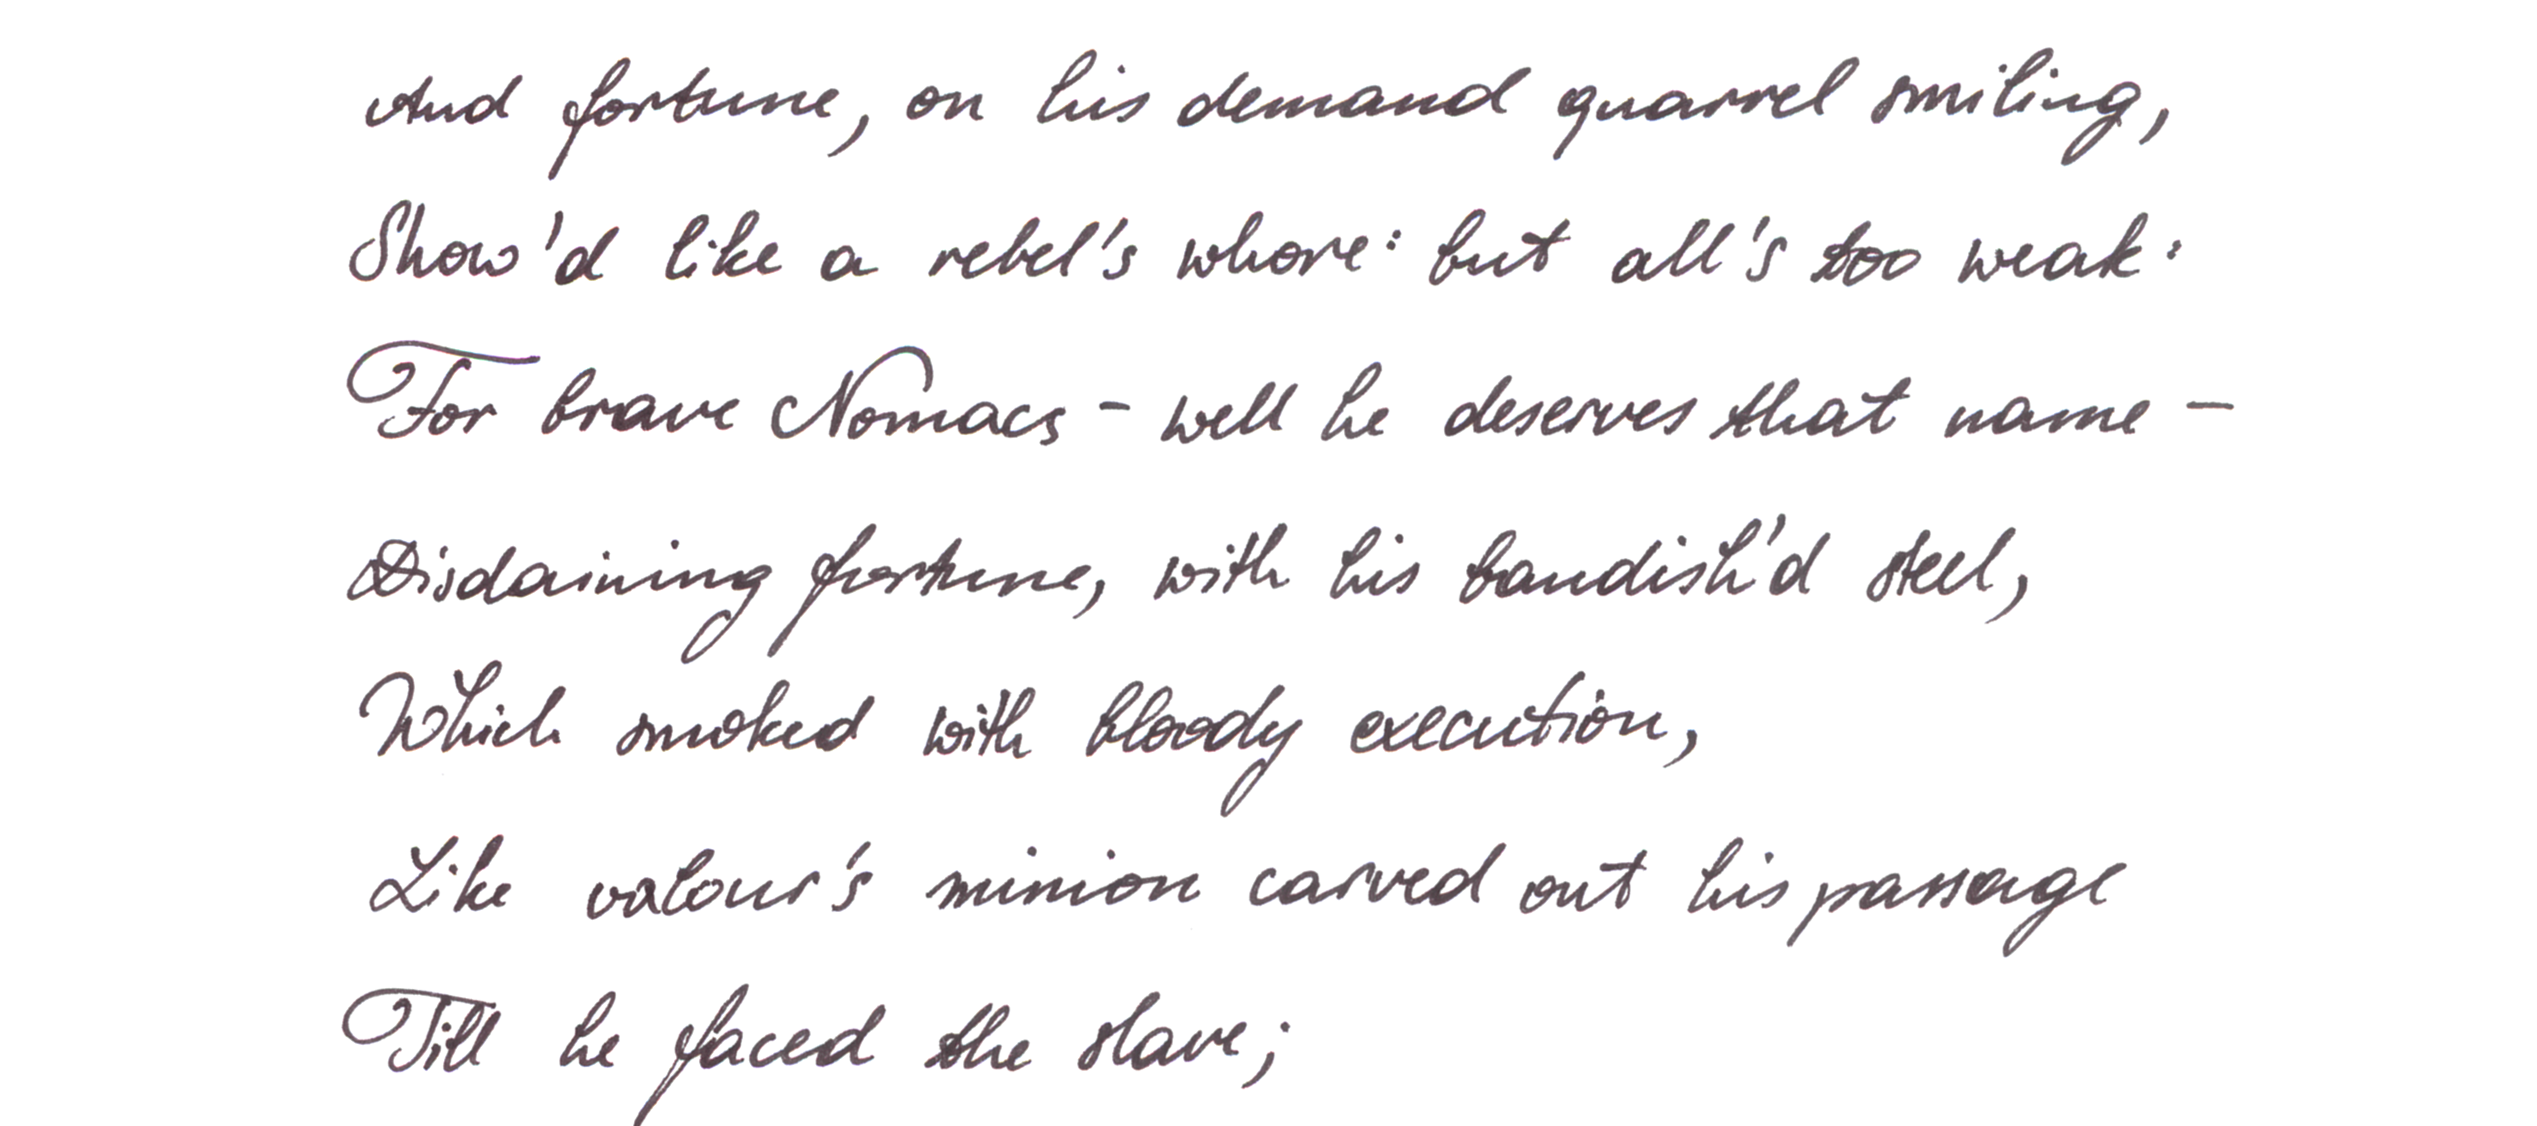 And fortune, on his demand quarrel smiling,
Show'd like a rebel's whore: but all's too weak:
For brave Nomacs - well he deserves that name -
Disdaining fortune, with his bandish'd steel,
Which smoked with bloody execution,
Like valour's minion carved out his passage
Till he faced the slave;